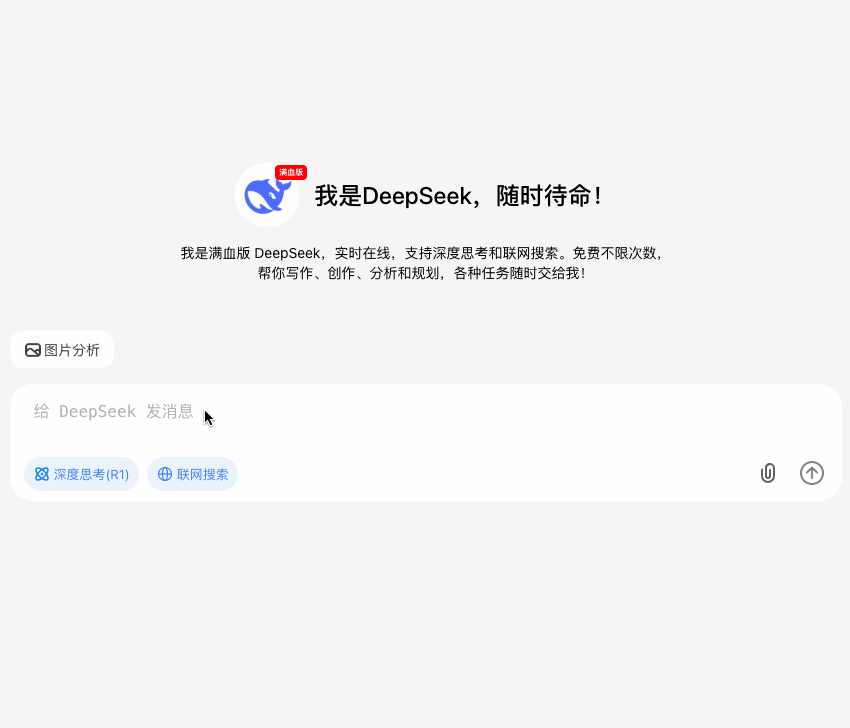 满血版
我是DeepSeek，随时待命！
我是满血版 DeepSeek，实时在线，支持深度思考和联网搜索。免费不限次数，
帮你写作、创作、分析和规划，各种任务随时交给我！
图片分析
给 DeepSeek 发消息
深度思考(R1) 联网搜索